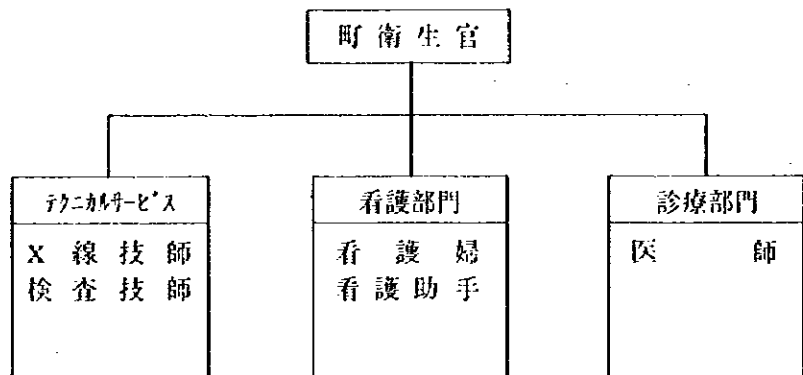 町衛生官
テクニカルサービス
X線技師
検査技師
看護部門
看護婦
看護助手
診療部門
医師